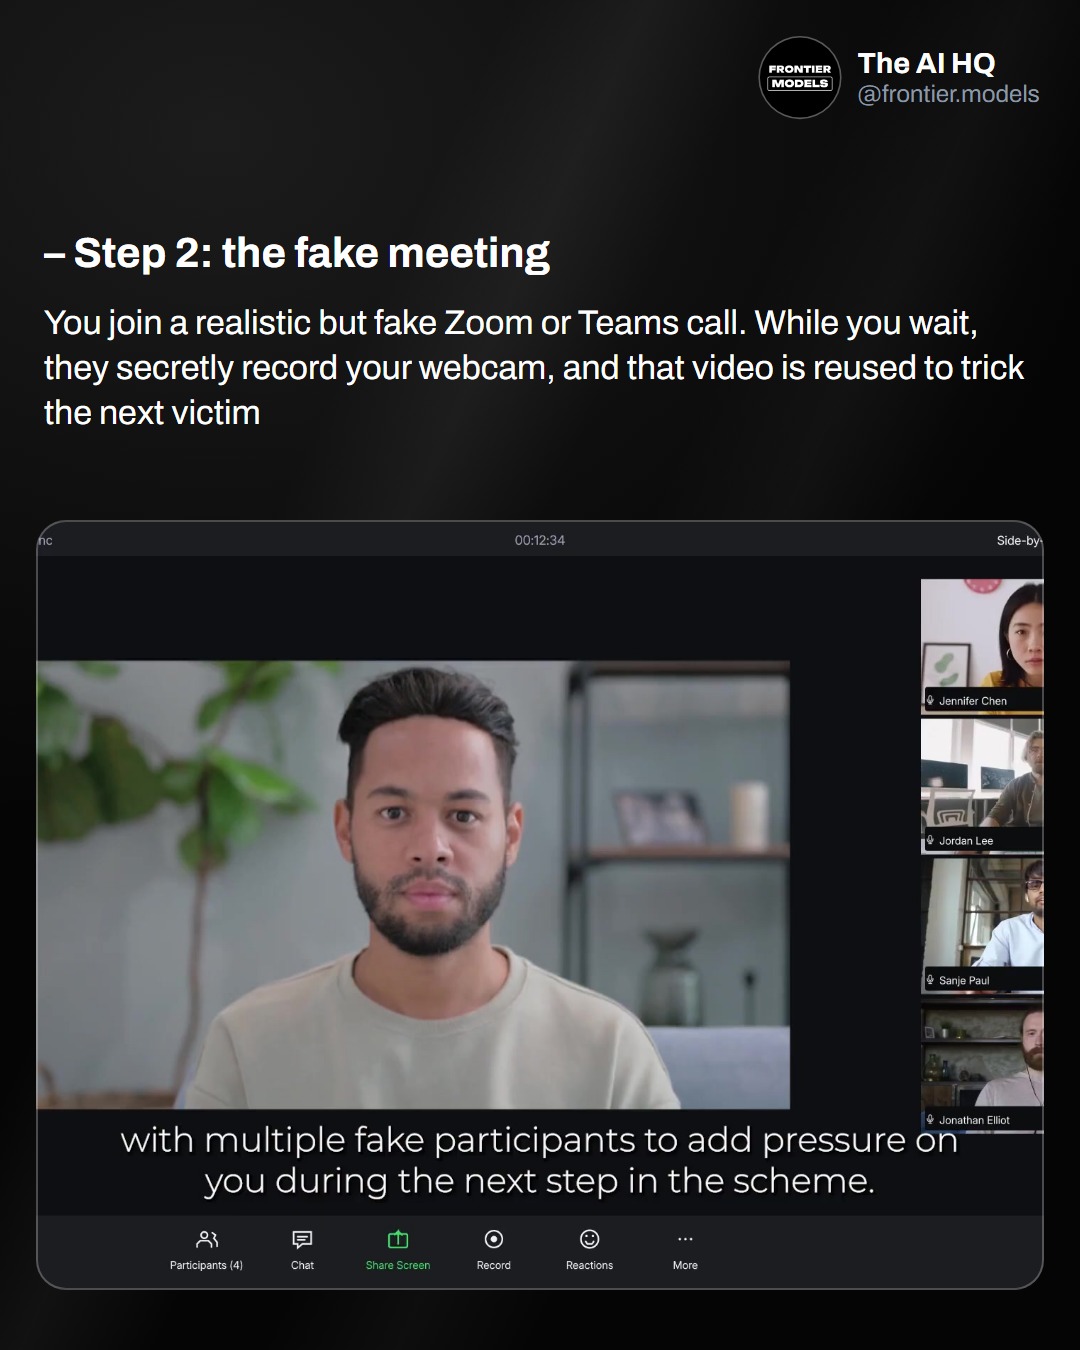 FRONTIER
MODELS
The AI HQ
@frontier.models
– Step 2: the fake meeting
You join a realistic but fake Zoom or Teams call. While you wait,
they secretly record your webcam, and that video is reused to trick
the next victim
nc
00:12:34
Side-by-
Jennifer Chen
Jordan Lee
Sanje Paul
Jonathan Elliot
with multiple fake participants to add pressure on
you during the next step in the scheme.
Participants (4)
Chat
Share Screen
Record
Reactions
More